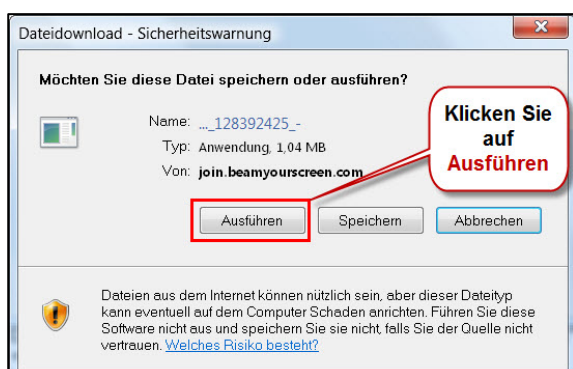 Dateidownload - Sicherheitswarnung
Möchten Sie diese Datei speichern oder ausführen?
Name: ..._128392425_-
Typ: Anwendung, 1,04 MB
Von: join.beamyourscreen.com
Klicken Sie
auf
Ausführen
Ausführen Speichern Abbrechen
Dateien aus dem Internet können nützlich sein, aber dieser Dateityp
kann eventuell auf dem Computer Schaden anrichten. Führen Sie diese
Software nicht aus und speichern Sie sie nicht, falls Sie der Quelle nicht
vertrauen. Welches Risiko besteht?